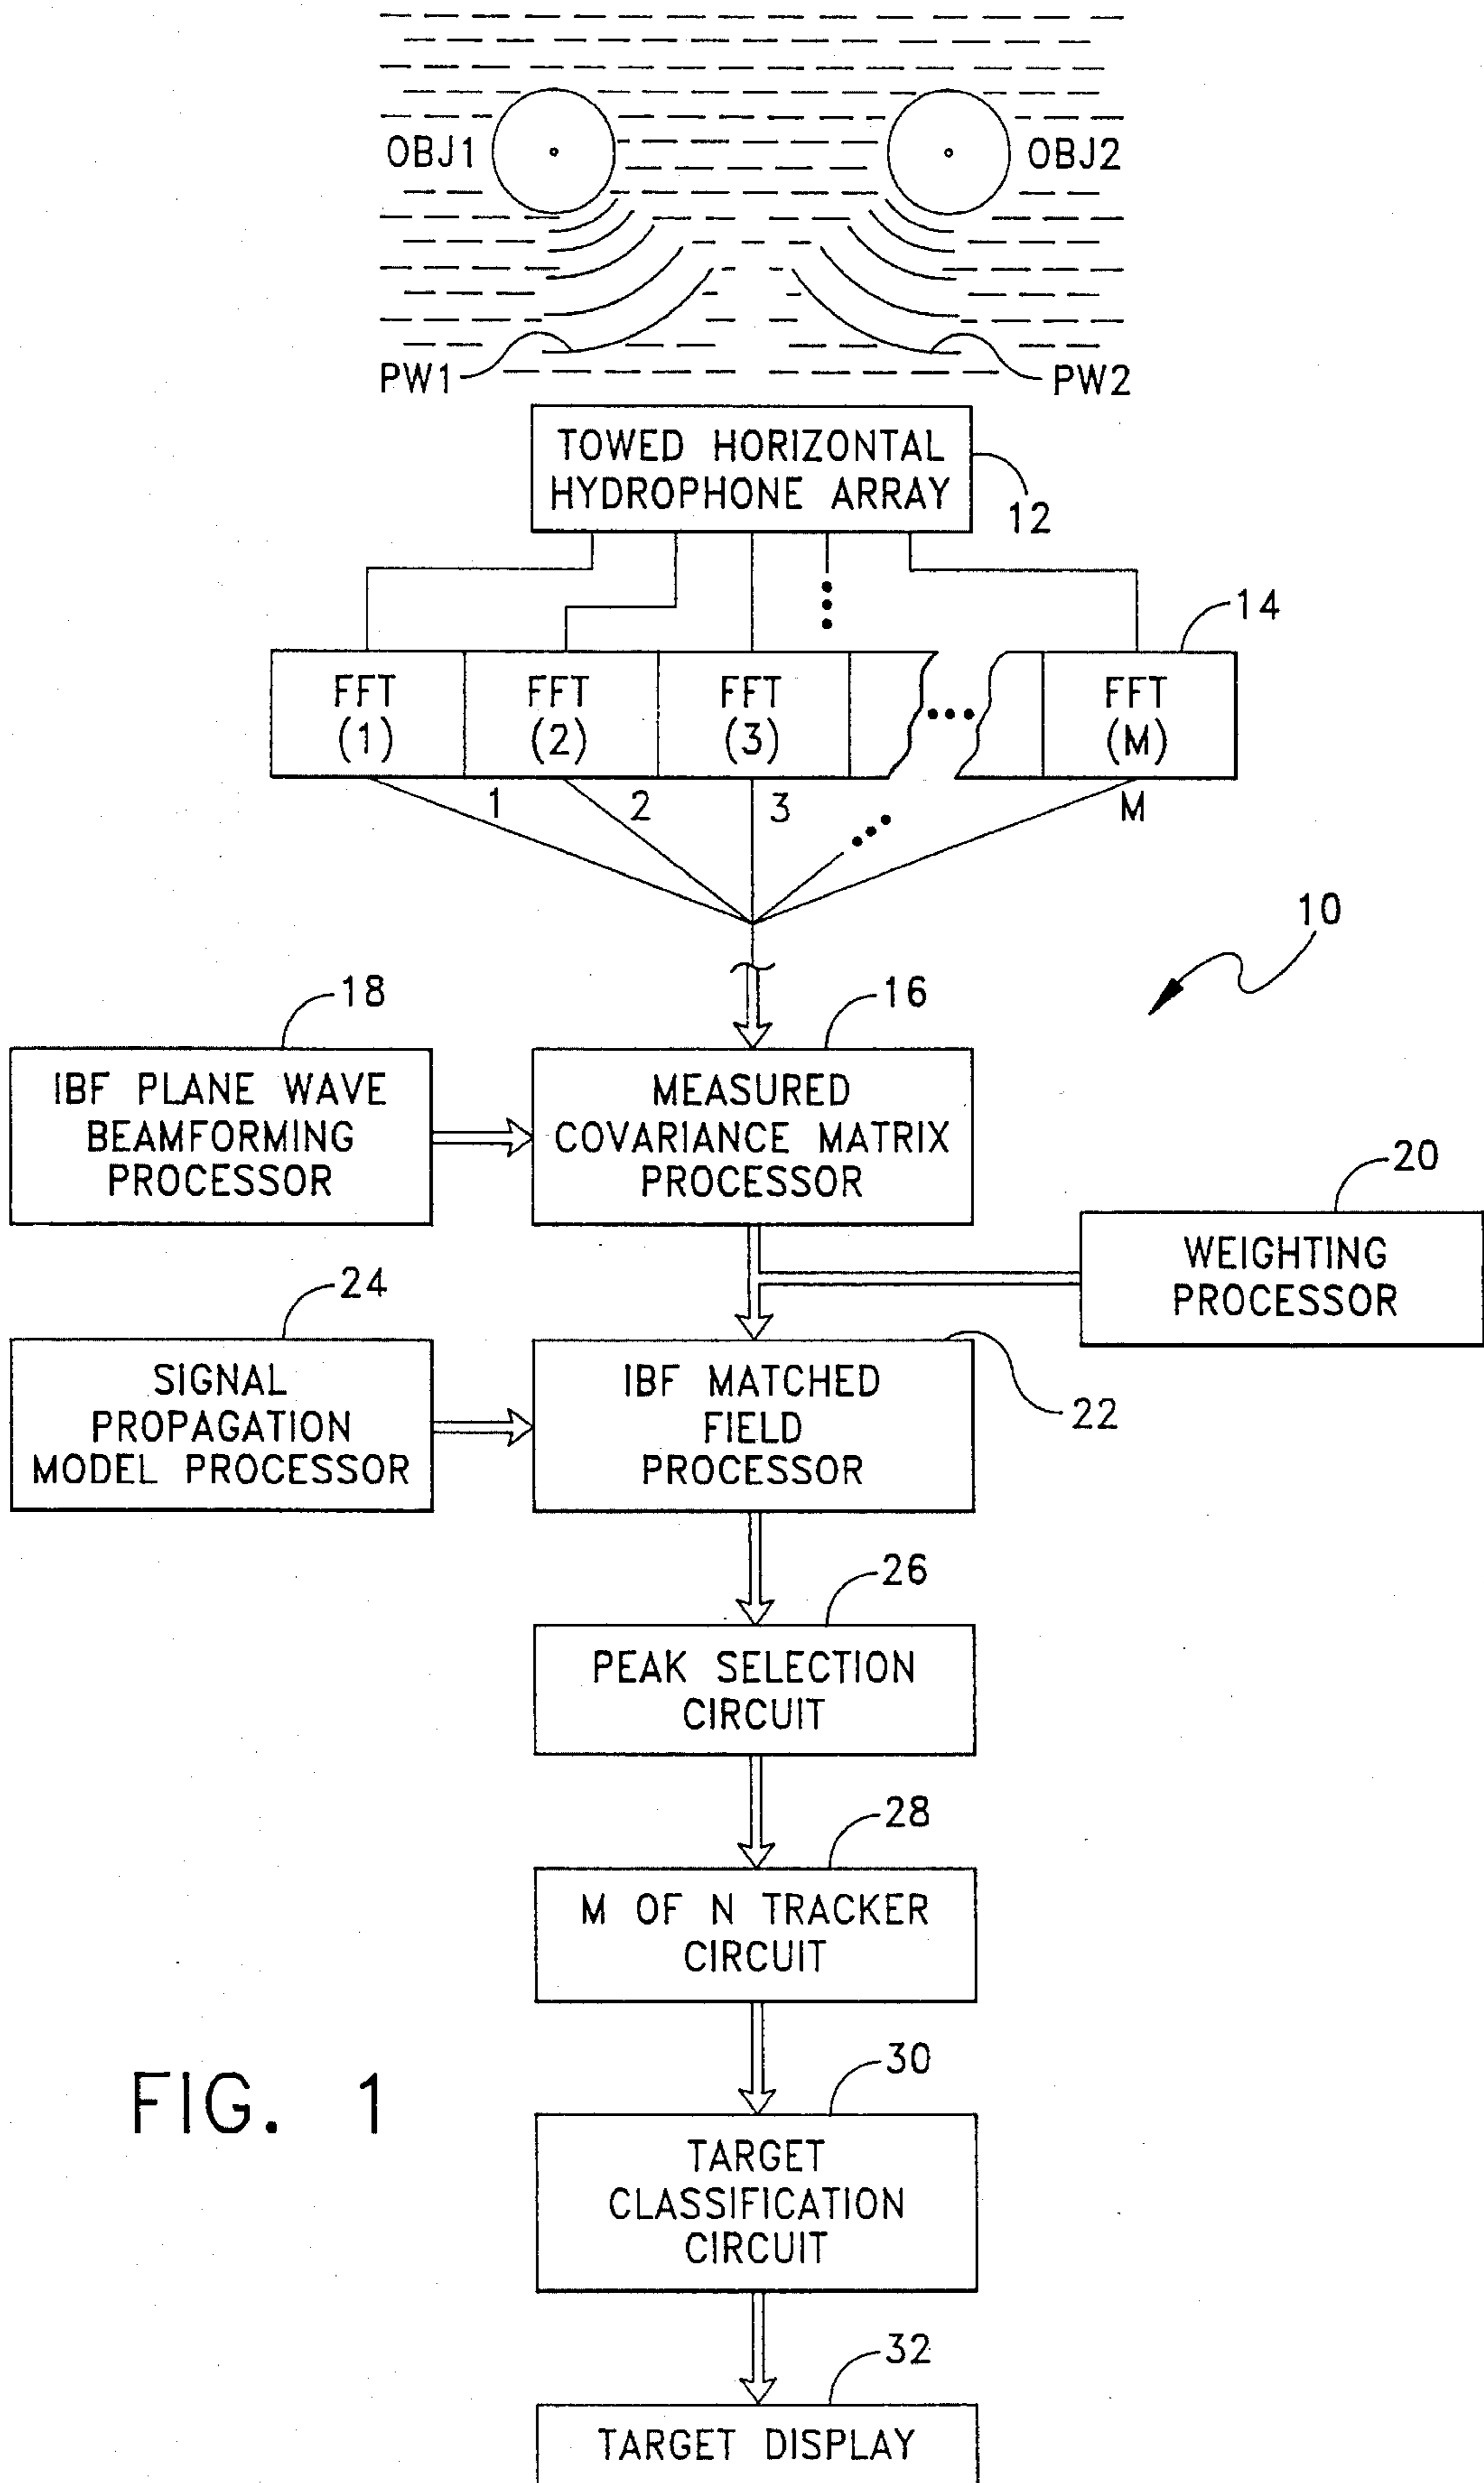 OBJ1
OBJ2
PW1
PW2
TOWED HORIZONTAL
HYDROPHONE ARRAY
12
14
FFT
(1)
FFT
(2)
FFT
(3)
FFT
(M)
1
2
3
M
10
18
16
IBF PLANE WAVE
BEAMFORMING
PROCESSOR
MEASURED
COVARIANCE MATRIX
PROCESSOR
20
WEIGHTING
PROCESSOR
24
SIGNAL
PROPAGATION
MODEL PROCESSOR
IBF MATCHED
FIELD
PROCESSOR
22
26
PEAK SELECTION
CIRCUIT
28
M OF N TRACKER
CIRCUIT
30
FIG. 1
TARGET
CLASSIFICATION
CIRCUIT
32
TARGET DISPLAY